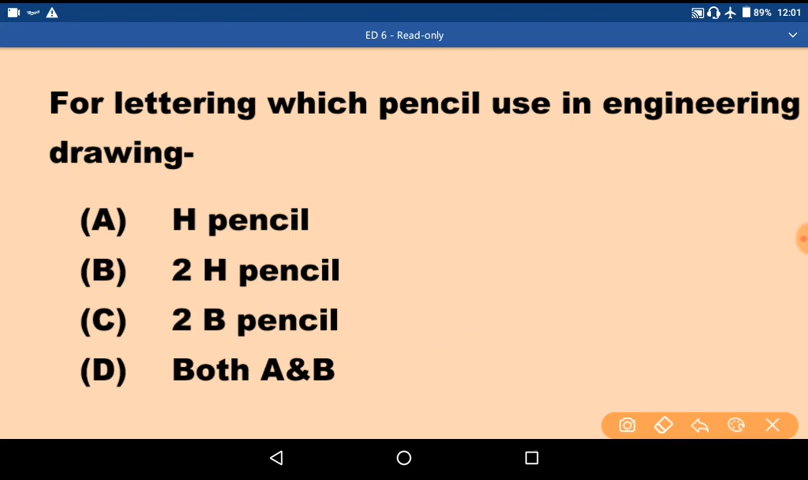 89% 12:01
ED 6 - Read-only
For lettering which pencil use in engineering
drawing-
(A) H pencil
(B) 2 H pencil
(C) 2 B pencil
(D) Both A&B